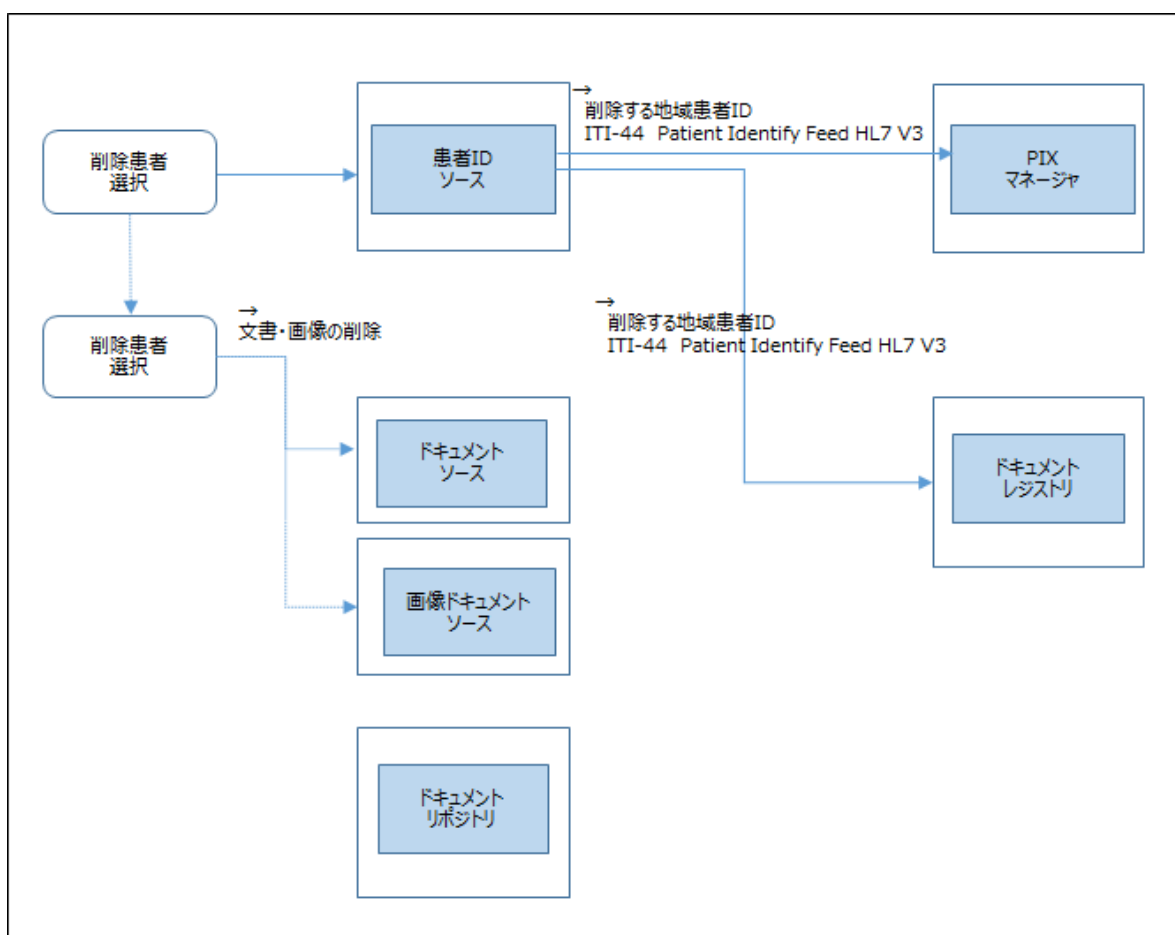 →
削除する地域患者ID
ITI-44 Patient Identify Feed HL7 V3
削除患者
選択
患者ID
ソース
PIX
マネージャ
→
文書・画像の削除
→
削除する地域患者ID
ITI-44 Patient Identify Feed HL7 V3
削除患者
選択
ドキュメント
ソース
ドキュメント
レジストリ
画像ドキュメント
ソース
ドキュメント
リポジトリ